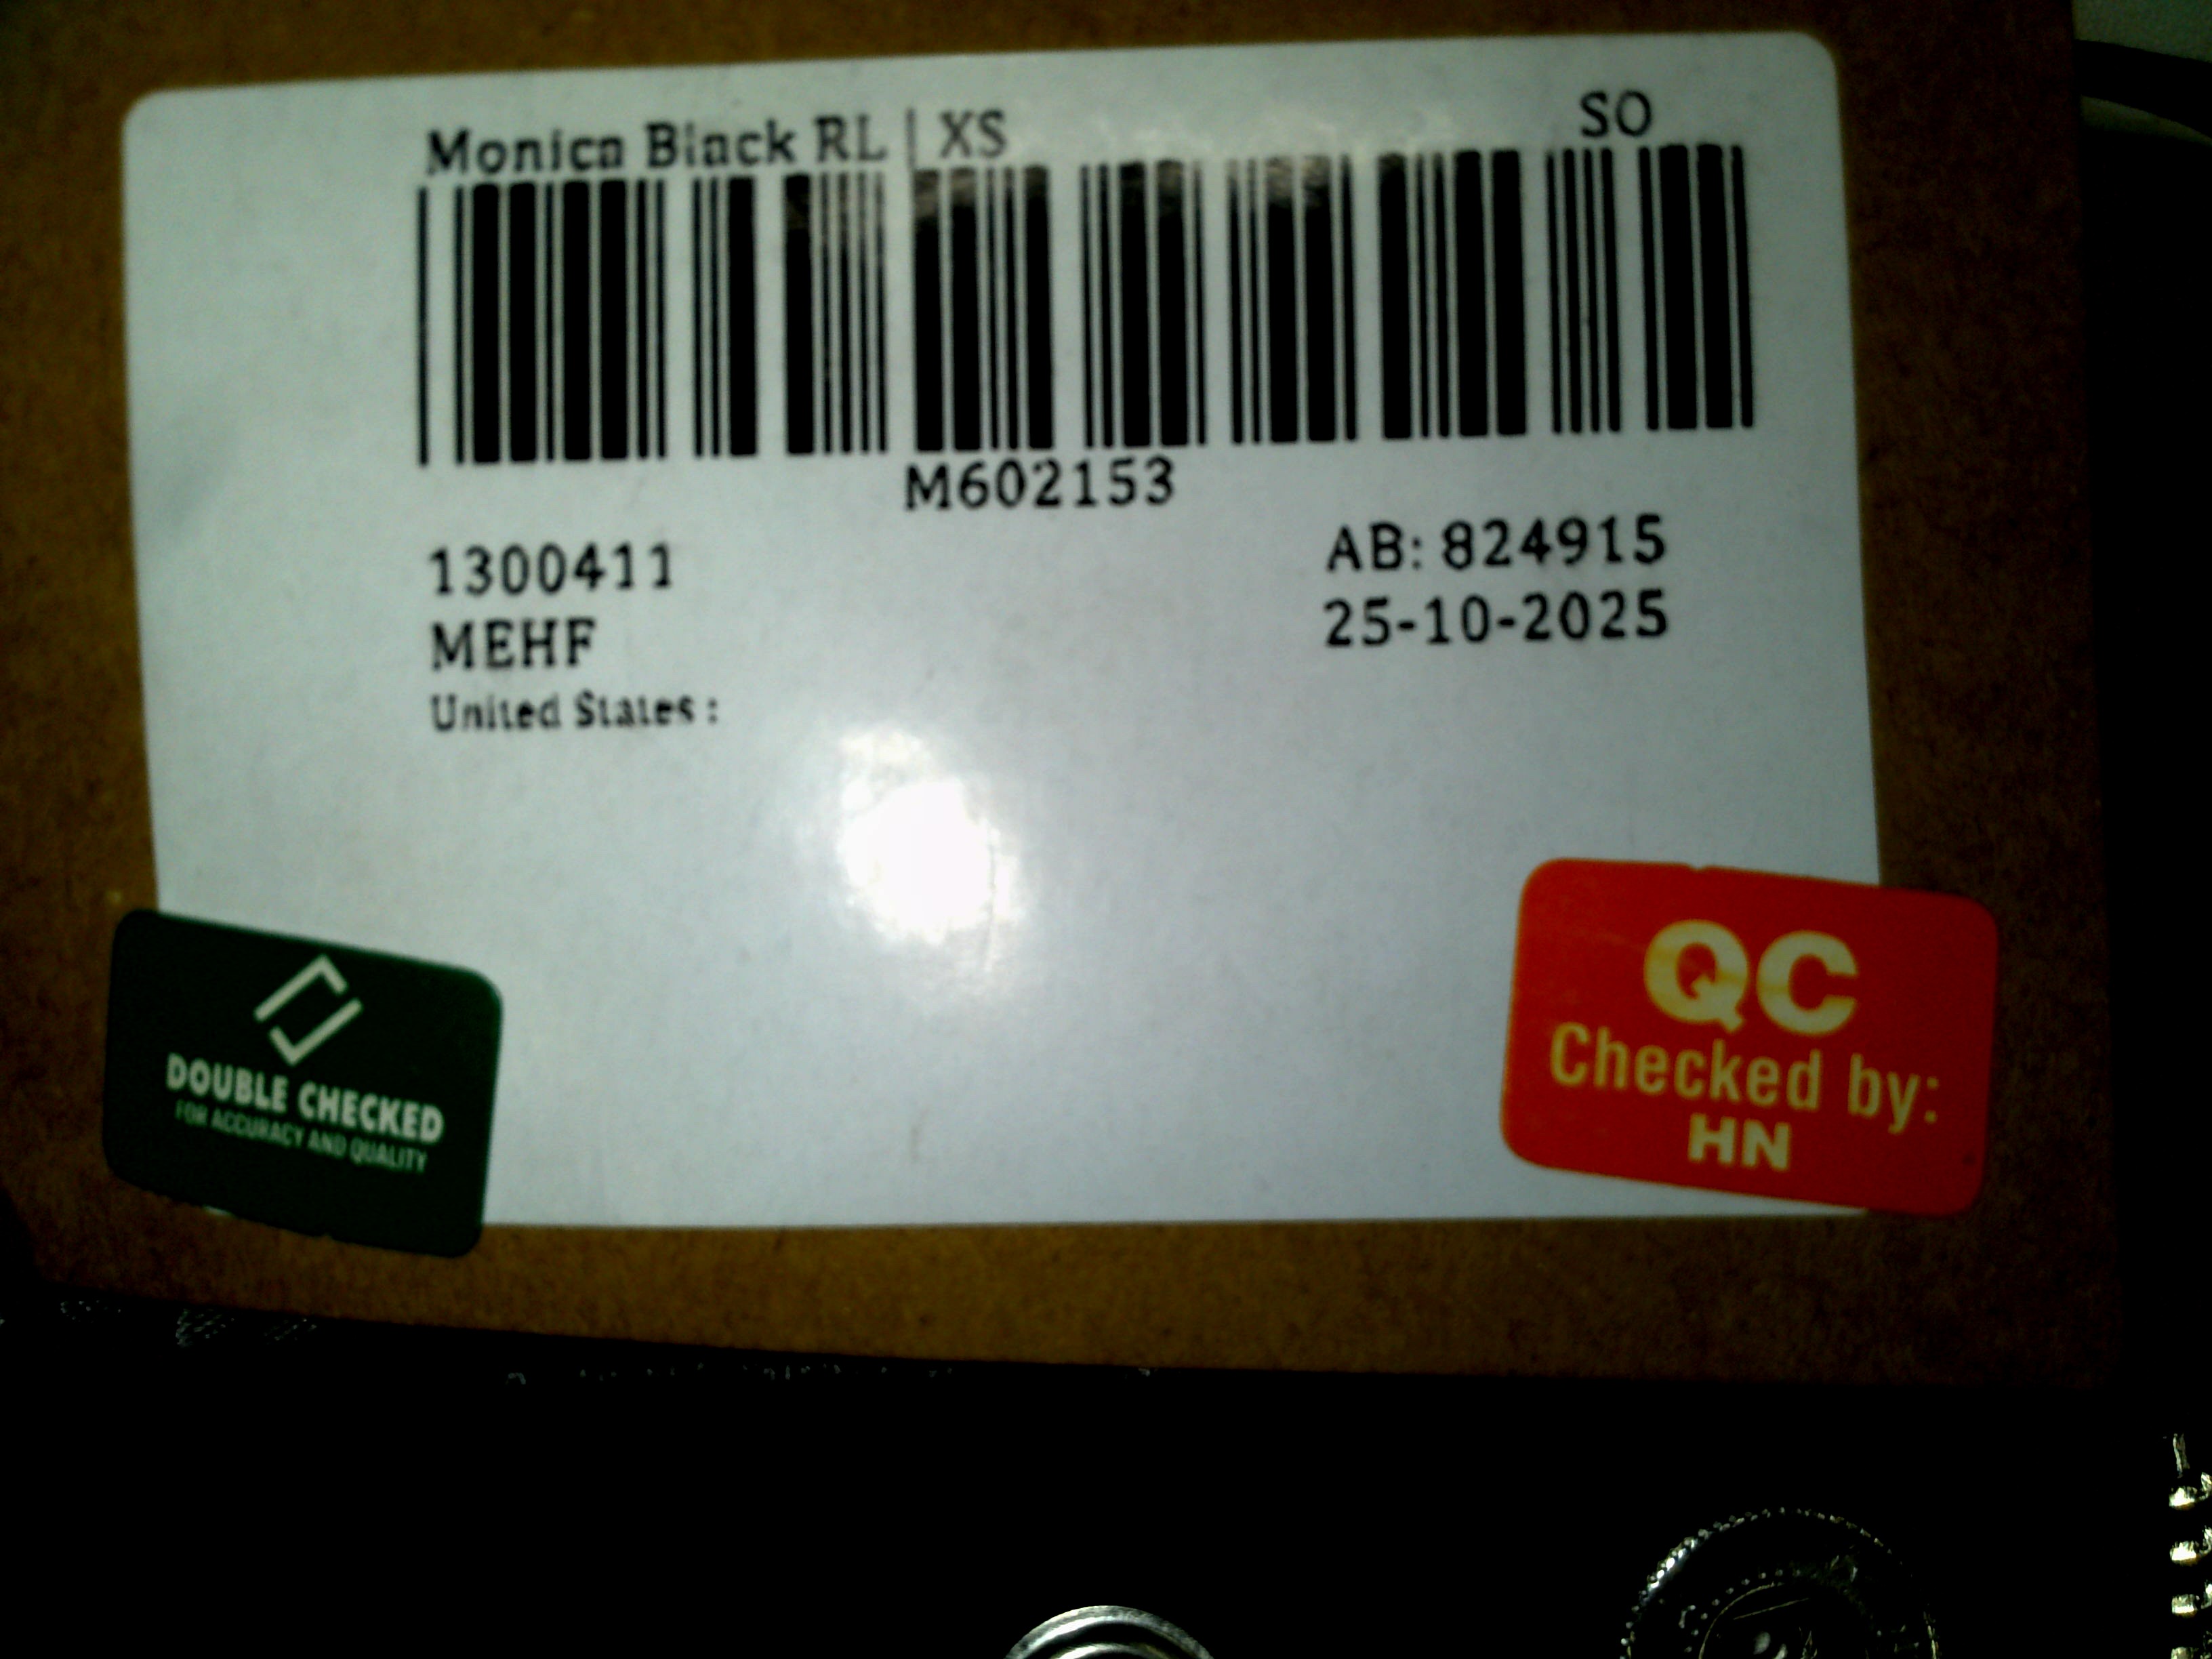 Monica Black RL | XS
SO
M602153
1300411
AB: 824915
MEHF
25-10-2025
United States :
DOUBLE CHECKED
FOR ACCURACY AND QUALITY
QC
Checked by:
HN